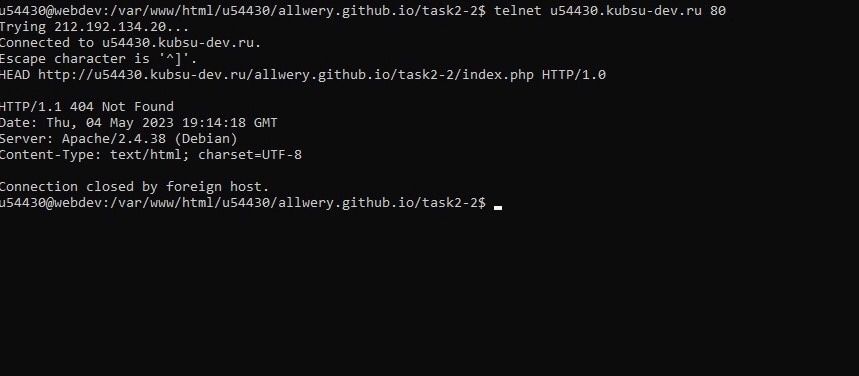 u54430@webdev:/var/www/html/u54430/allwery.github.io/task2-2$ telnet u54430.kubsu-dev.ru 80
Trying 212.192.134.20...
Connected to u54430.kubsu-dev.ru.
Escape character is '^]'.
HEAD http://u54430.kubsu-dev.ru/allwery.github.io/task2-2/index.php HTTP/1.0
HTTP/1.1 404 Not Found
Date: Thu, 04 May 2023 19:14:18 GMT
Server: Apache/2.4.38 (Debian)
Content-Type: text/html; charset=UTF-8
Connection closed by foreign host.
u54430@webdev:/var/www/html/u54430/allwery.github.io/task2-2$